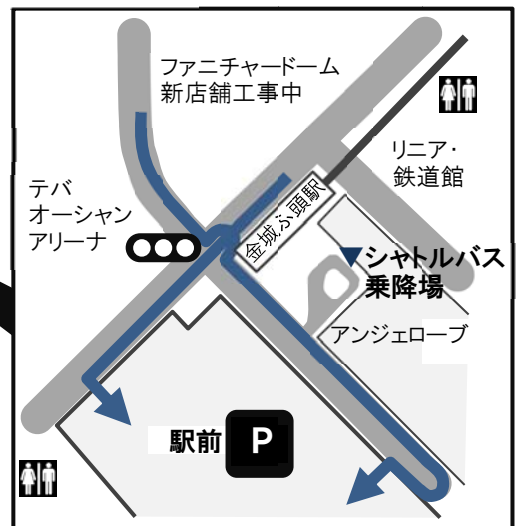 ファニチャードーム
新店舗工事中
リニア・
鉄道館
テバ
オーシャン
アリーナ
金城ふ頭駅
▼シャトルバス
乗降場
アンジェローブ
駅前 P